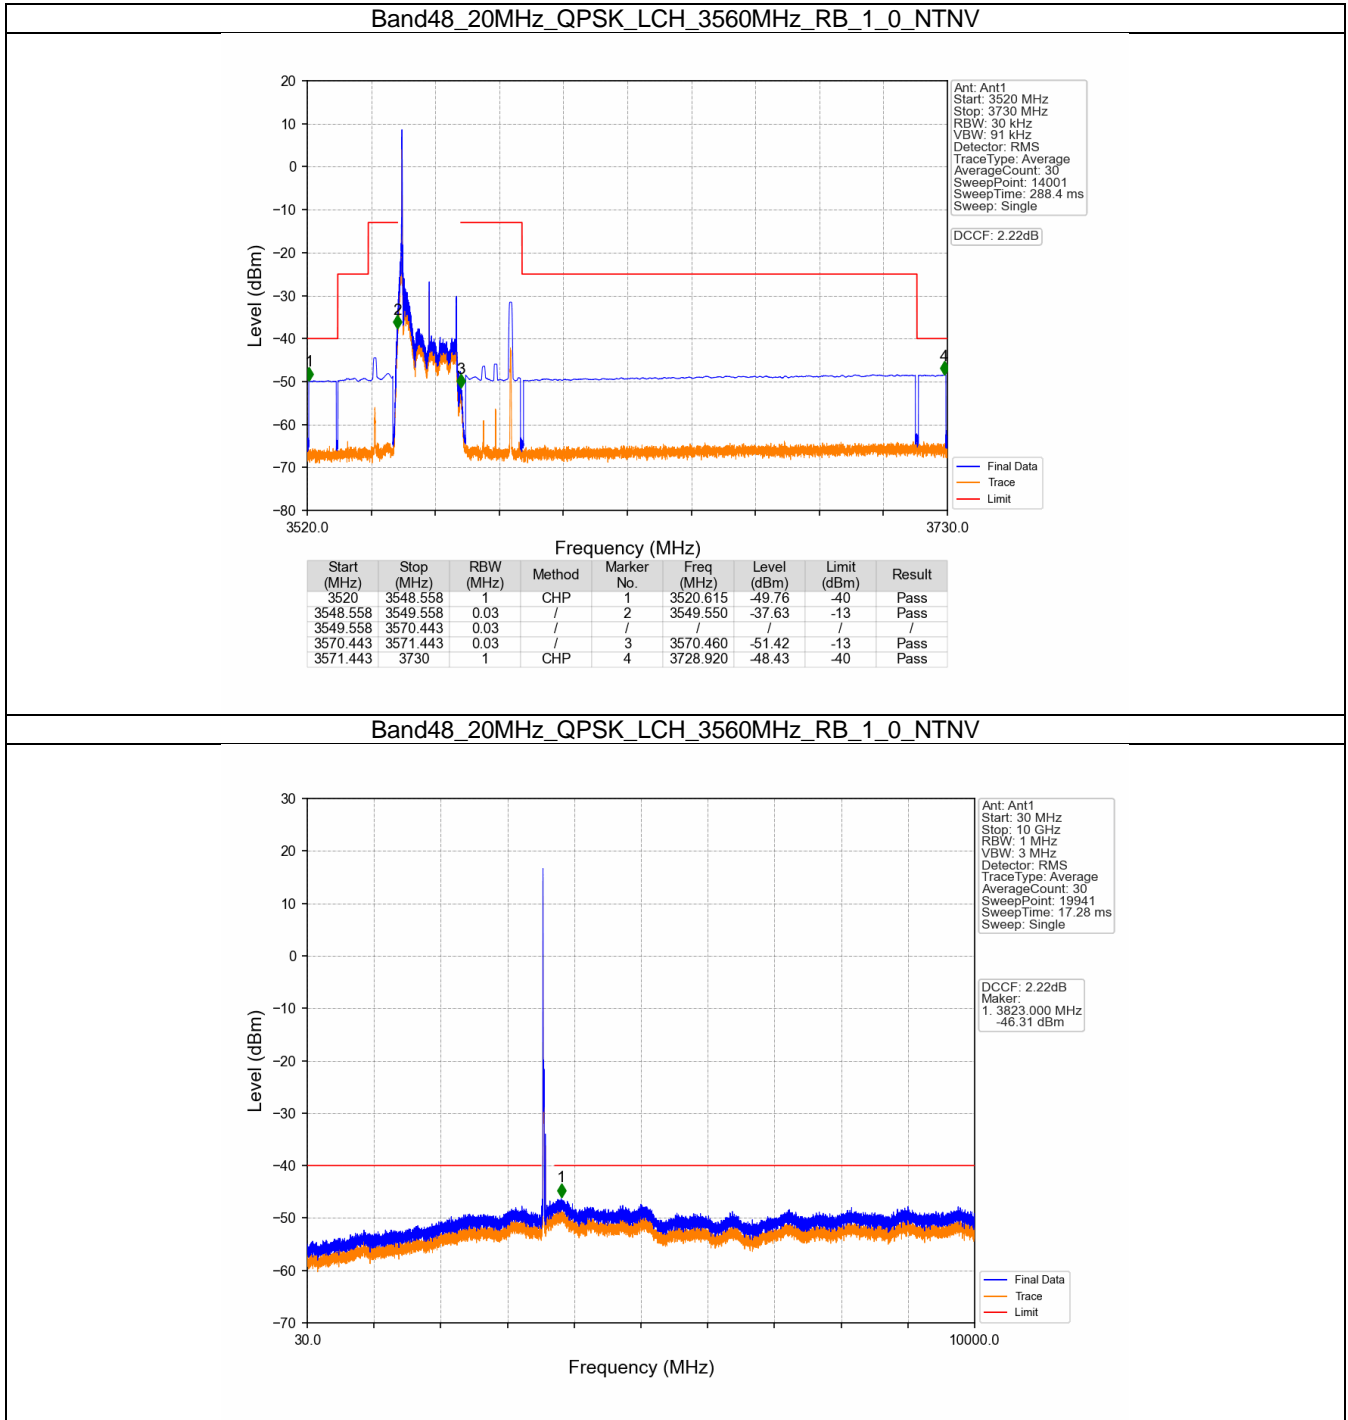 Band48_20MHz_QPSK_LCH_3560MHz_RB_1_0_NTNV
20
10
0
−10
−20
−30
−40
−50
−60
−70
−80
Level (dBm)
1
2
3
4
3520.0
3730.0
Frequency (MHz)
Ant: Ant1
Start: 3520 MHz
Stop: 3730 MHz
RBW: 30 kHz
VBW: 91 kHz
Detector: RMS
TraceType: Average
AverageCount: 30
SweepPoint: 14001
SweepTime: 288.4 ms
Sweep: Single
DCCF: 2.22dB
Final Data
Trace
Limit
Start (MHz) Stop (MHz) RBW (MHz) Method Marker No. Freq (MHz) Level (dBm) Limit (dBm) Result
3520 3548.558 1 CHP 1 3520.615 -49.76 -40 Pass
3548.558 3549.558 0.03 / 2 3549.550 -37.63 -13 Pass
3549.558 3570.443 0.03 / / / / / /
3570.443 3571.443 0.03 / 3 3570.460 -51.42 -13 Pass
3571.443 3730 1 CHP 4 3728.920 -48.43 -40 Pass
Band48_20MHz_QPSK_LCH_3560MHz_RB_1_0_NTNV
30
20
10
0
−10
−20
−30
−40
−50
−60
−70
Level (dBm)
1
30.0
10000.0
Frequency (MHz)
Ant: Ant1
Start: 30 MHz
Stop: 10 GHz
RBW: 1 MHz
VBW: 3 MHz
Detector: RMS
TraceType: Average
AverageCount: 30
SweepPoint: 19941
SweepTime: 17.28 ms
Sweep: Single
DCCF: 2.22dB
Maker:
1. 3823.000 MHz
-46.31 dBm
Final Data
Trace
Limit